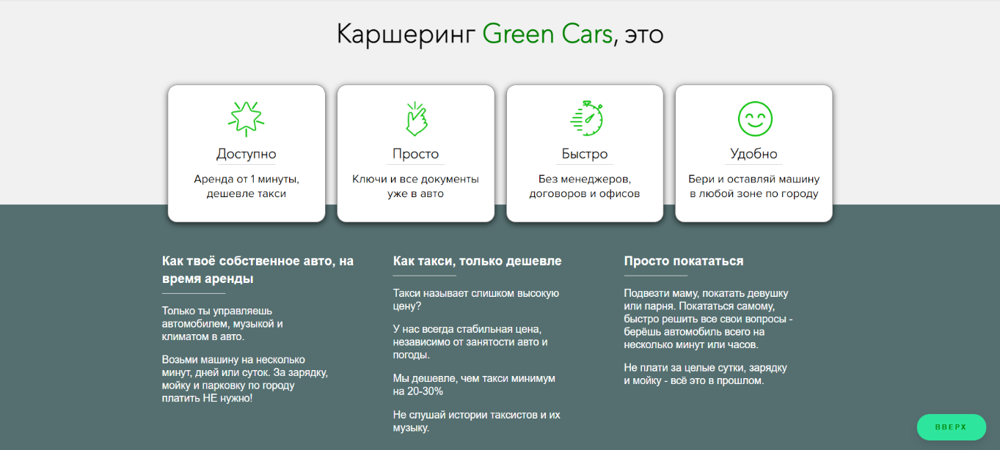 Каршеринг Green Cars, это
Доступно
Аренда от 1 минуты,
дешевле такси
Просто
Ключи и все документы
уже в авто
Быстро
Без менеджеров,
договоров и офисов
Удобно
Бери и оставляй машину
в любой зоне по городу
Как твоё собственное авто, на
время аренды
Только ты управляешь
автомобилем, музыкой и
климатом в авто.
Возьми машину на несколько
минут, дней или суток. За зарядку,
мойку и парковку по городу
платить НЕ нужно!
Как такси, только дешевле
Такси называет слишком высокую
цену?
У нас всегда стабильная цена,
независимо от занятости авто и
погоды.
Мы дешевле, чем такси минимум
на 20-30%
Не слушай истории таксистов и их
музыку.
Просто покататься
Подвезти маму, покатать девушку
или парня. Покататься самому,
быстро решить все свои вопросы -
берёшь автомобиль всего на
несколько минут или часов.
Не плати за целые сутки, зарядку
и мойку - всё это в прошлом.
ВВЕРХ